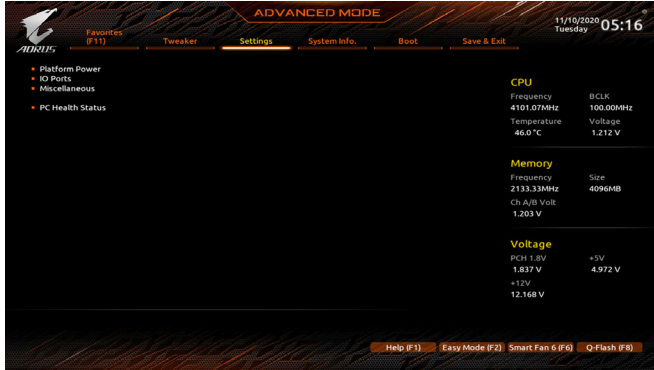 ADVANCED MODE
11/10/2020
Tuesday
05:16
AORUS
Favorites
(F11)
Tweaker
Settings
System Info.
Boot
Save & Exit
Platform Power
IO Ports
Miscellaneous
PC Health Status
CPU
Frequency BCLK
4101.07MHz 100.00MHz
Temperature Voltage
46.0 °C 1.212 V
Memory
Frequency Size
2133.33MHz 4096MB
Ch A/B Volt
1.203 V
Voltage
PCH 1.8V +5V
1.837 V 4.972 V
+12V
12.168 V
Help (F1) Easy Mode (F2) Smart Fan 6 (F6) Q-Flash (F8)